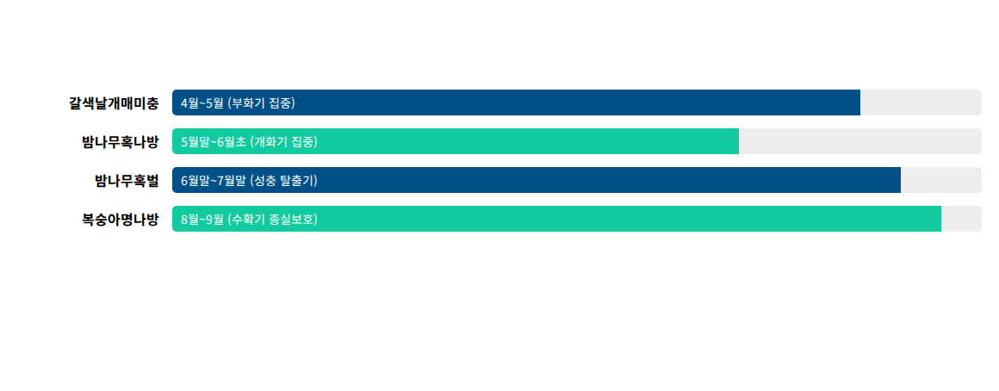 갈색날개매미충 4월~5월 (부화기 집중)
밤나무혹나방 5월말~6월초 (개화기 집중)
밤나무혹벌 6월말~7월말 (성충 탈출기)
복숭아명나방 8월~9월 (수확기 종실보호)